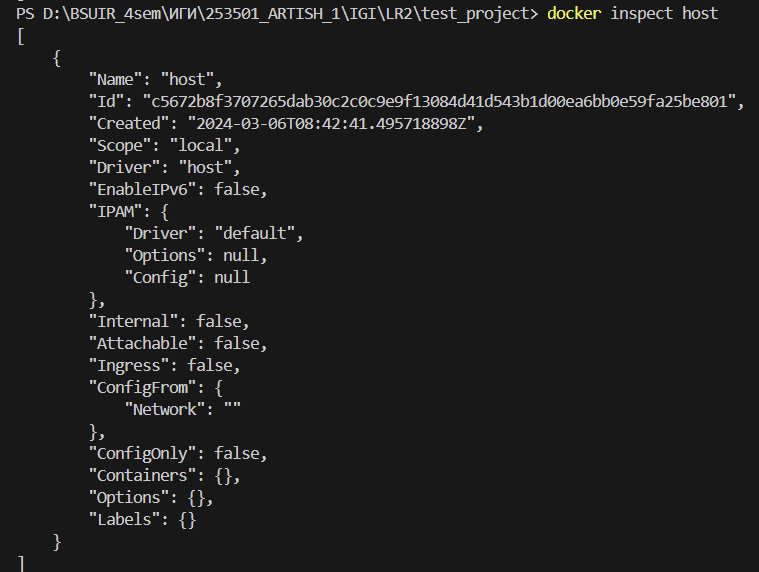 PS D:\BSUIR_4sem\ИГИ\253501_ARTISH_1\IGI\LR2\test_project> docker inspect host
[
    {
        "Name": "host",
        "Id": "c5672b8f3707265dab30c2c0c9e9f13084d41d543b1d00ea6bb0e59fa25be801",
        "Created": "2024-03-06T08:42:41.495718898Z",
        "Scope": "local",
        "Driver": "host",
        "EnableIPv6": false,
        "IPAM": {
            "Driver": "default",
            "Options": null,
            "Config": null
        },
        "Internal": false,
        "Attachable": false,
        "Ingress": false,
        "ConfigFrom": {
            "Network": ""
        },
        "ConfigOnly": false,
        "Containers": {},
        "Options": {},
        "Labels": {}
    }
]